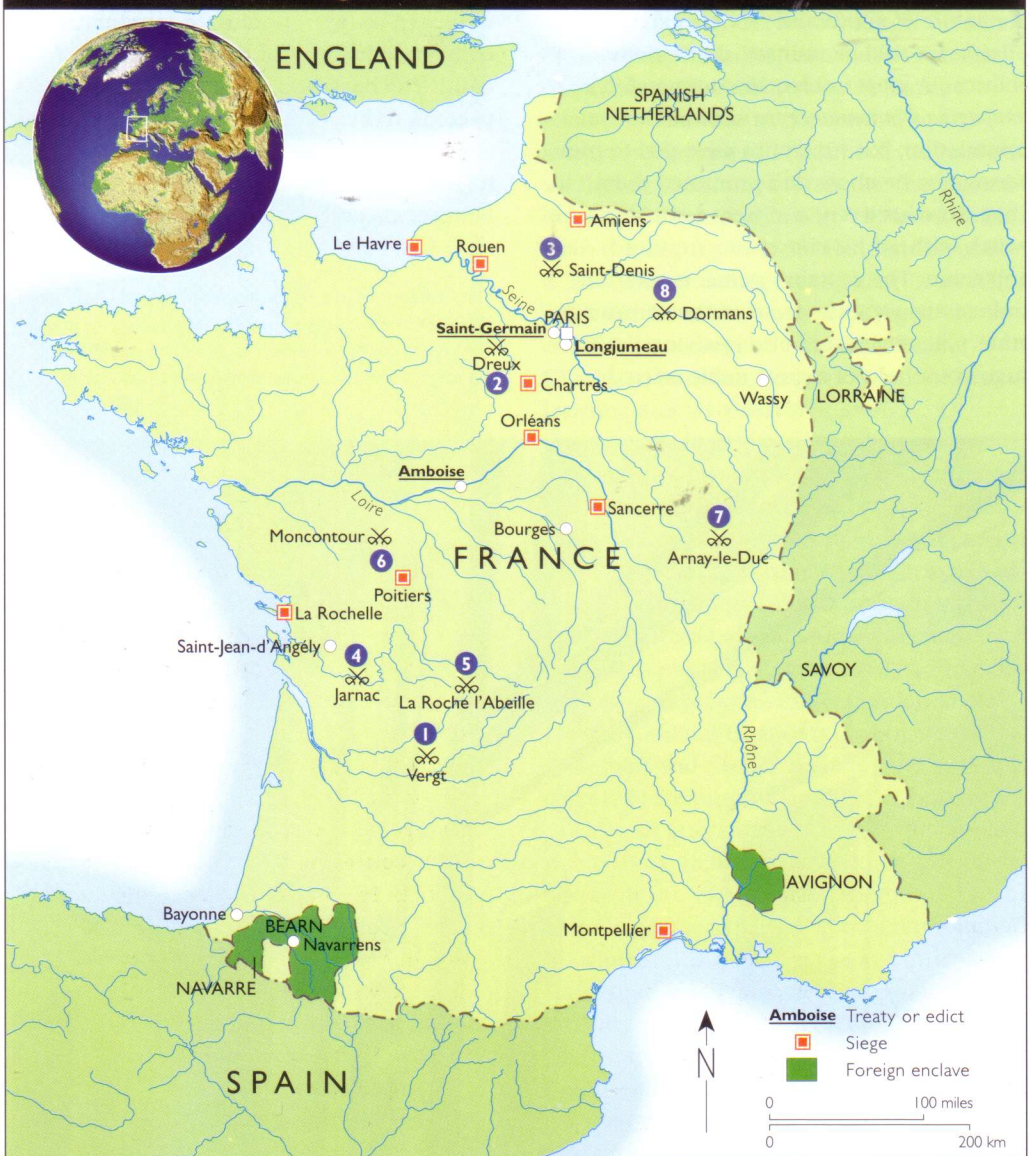 ENGLAND
SPANISH
NETHERLANDS
Rhine
Amiens
Le Havre
Rouen
3
Saint-Denis
8
Dormans
Seine
PARIS
Saint-Germain
Longjumeau
Dreux
2
Chartres
Wassy
LORRAINE
Orléans
Amboise
Loire
Sancerre
7
Arnay-le-Duc
Bourges
Moncontour
6
FRANCE
Poitiers
La Rochelle
Saint-Jean-d'Angély
4
Jarnac
5
La Roche l'Abeille
SAVOY
1
Vergt
Rhône
AVIGNON
Bayonne
BEARN
Navarrens
NAVARRE
Montpellier
SPAIN
N
Amboise Treaty or edict
Siege
Foreign enclave
0 100 miles
0 200 km